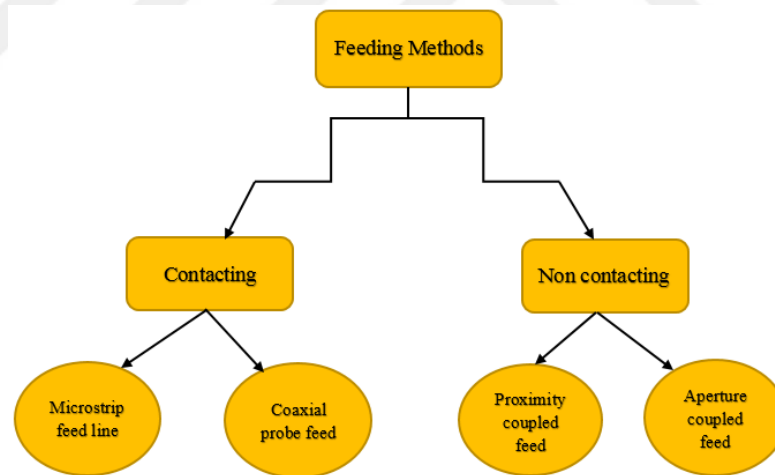 Feeding Methods
Contacting
Non contacting
Microstrip
feed line
Coaxial
probe feed
Proximity
coupled
feed
Aperture
coupled
feed